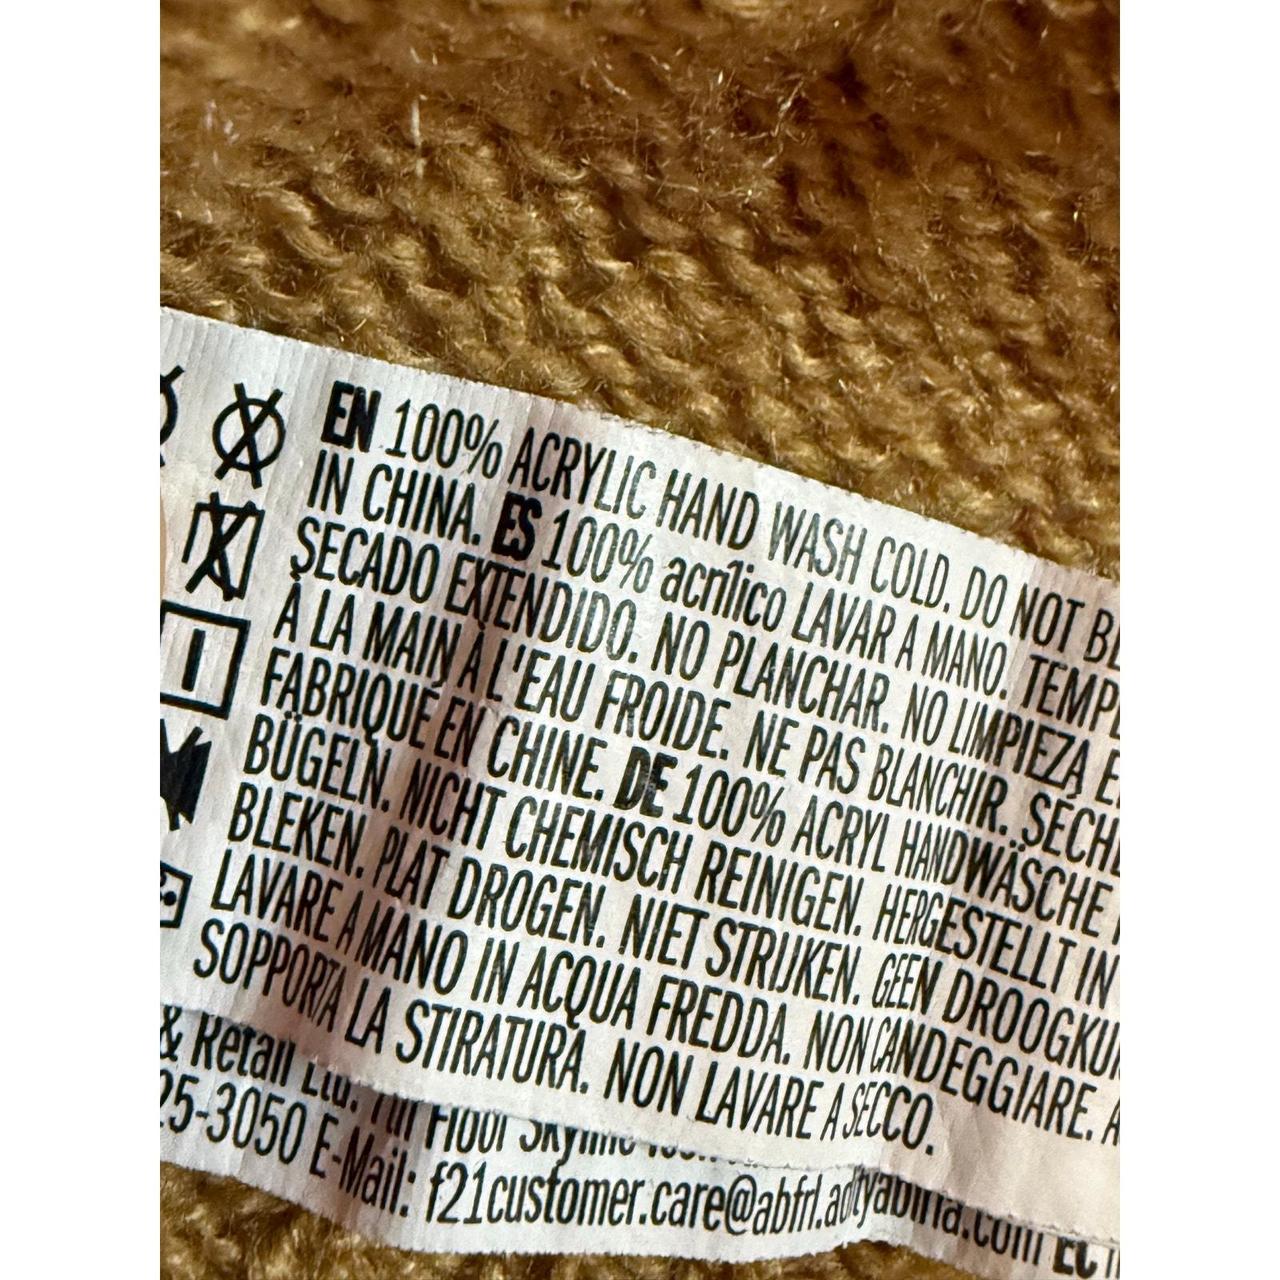 EN 100% ACRYLIC HAND WASH COLD. DO NOT
IN CHINA. ES 100% acrílico LAVAR A MANO.
SECADO EXTENDIDO. NO PLANCHAR. NO LIMPIEZA
À LA MAIN À L'EAU FROIDE. NE PAS BLANCHIR.
FABRIQUÉ EN CHINE. DE 100% ACRYL HANDWÄSCHE
BÜGELN. NICHT CHEMISCH REINIGEN. HERGESTELLT IN
BLEKEN. PLAT DROGEN. NIET STRIJKEN. GEEN
LAVARE A MANO IN ACQUA FREDDA. NON CANDEGGIARE.
SOPPORTA LA STIRATURA. NON LAVARE A SECCO.
& Retail Ltd. Floor Skyline
25-3050 E-Mail: f21customer.care@abfrl.adityabirla.com EC